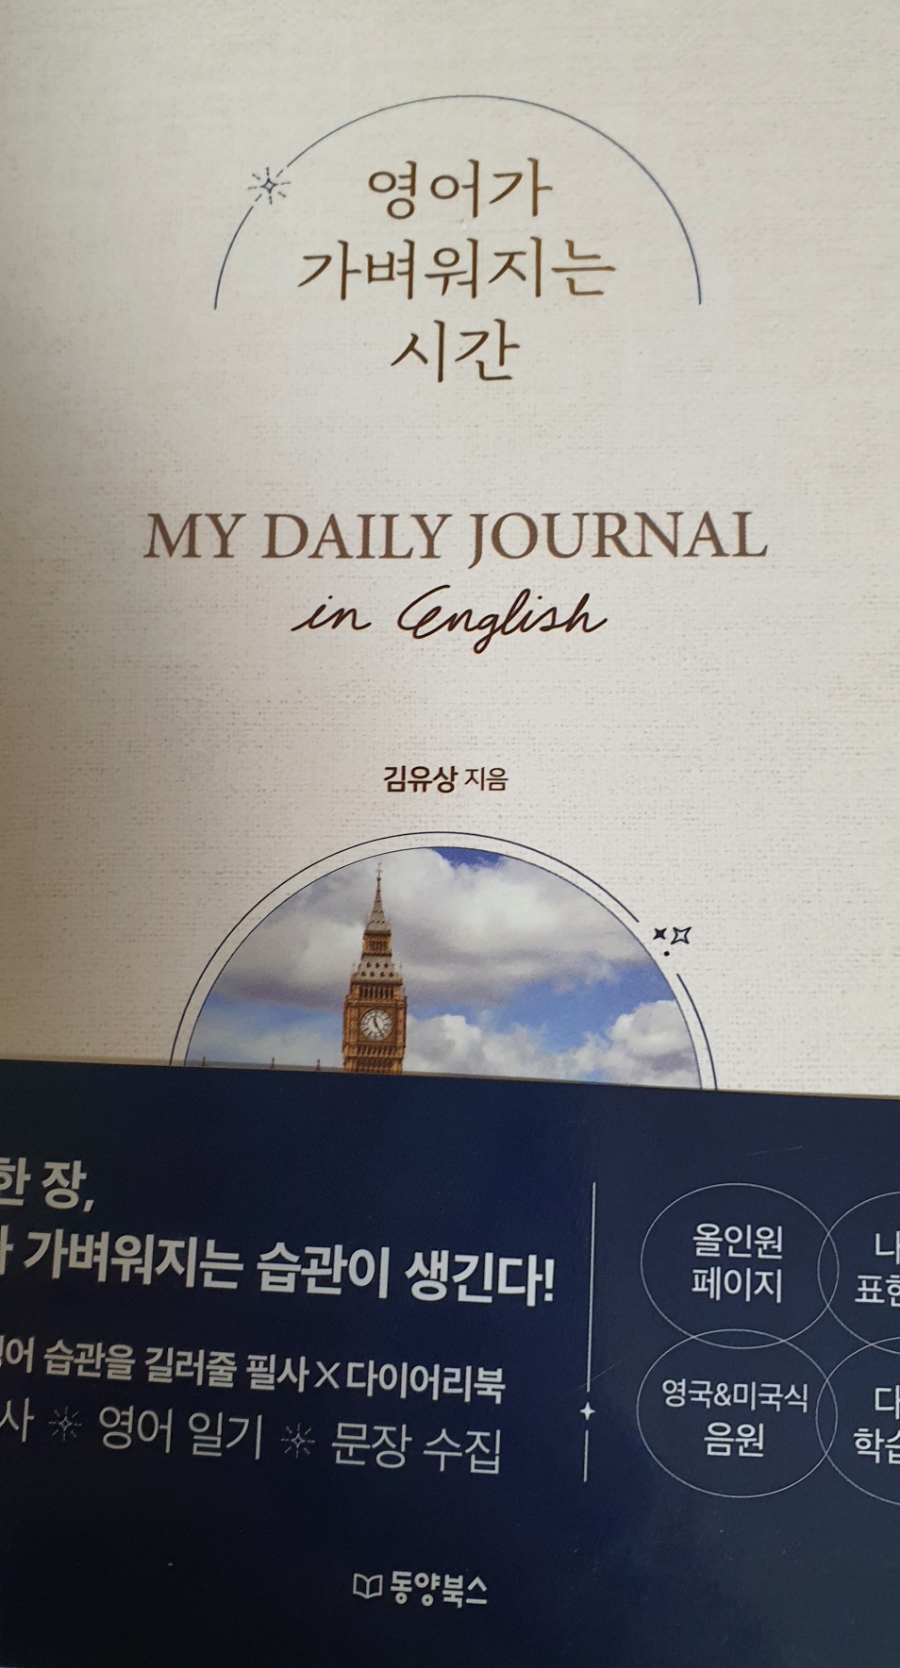 영어가
가벼워지는
시간
MY DAILY JOURNAL
in English
김유상 지음
한 장,
가벼워지는 습관이 생긴다!
습관을 길러줄 필사X다이어리북
영어 일기 문장 수집
올인원
페이지
영국&미국식
음원
동양북스